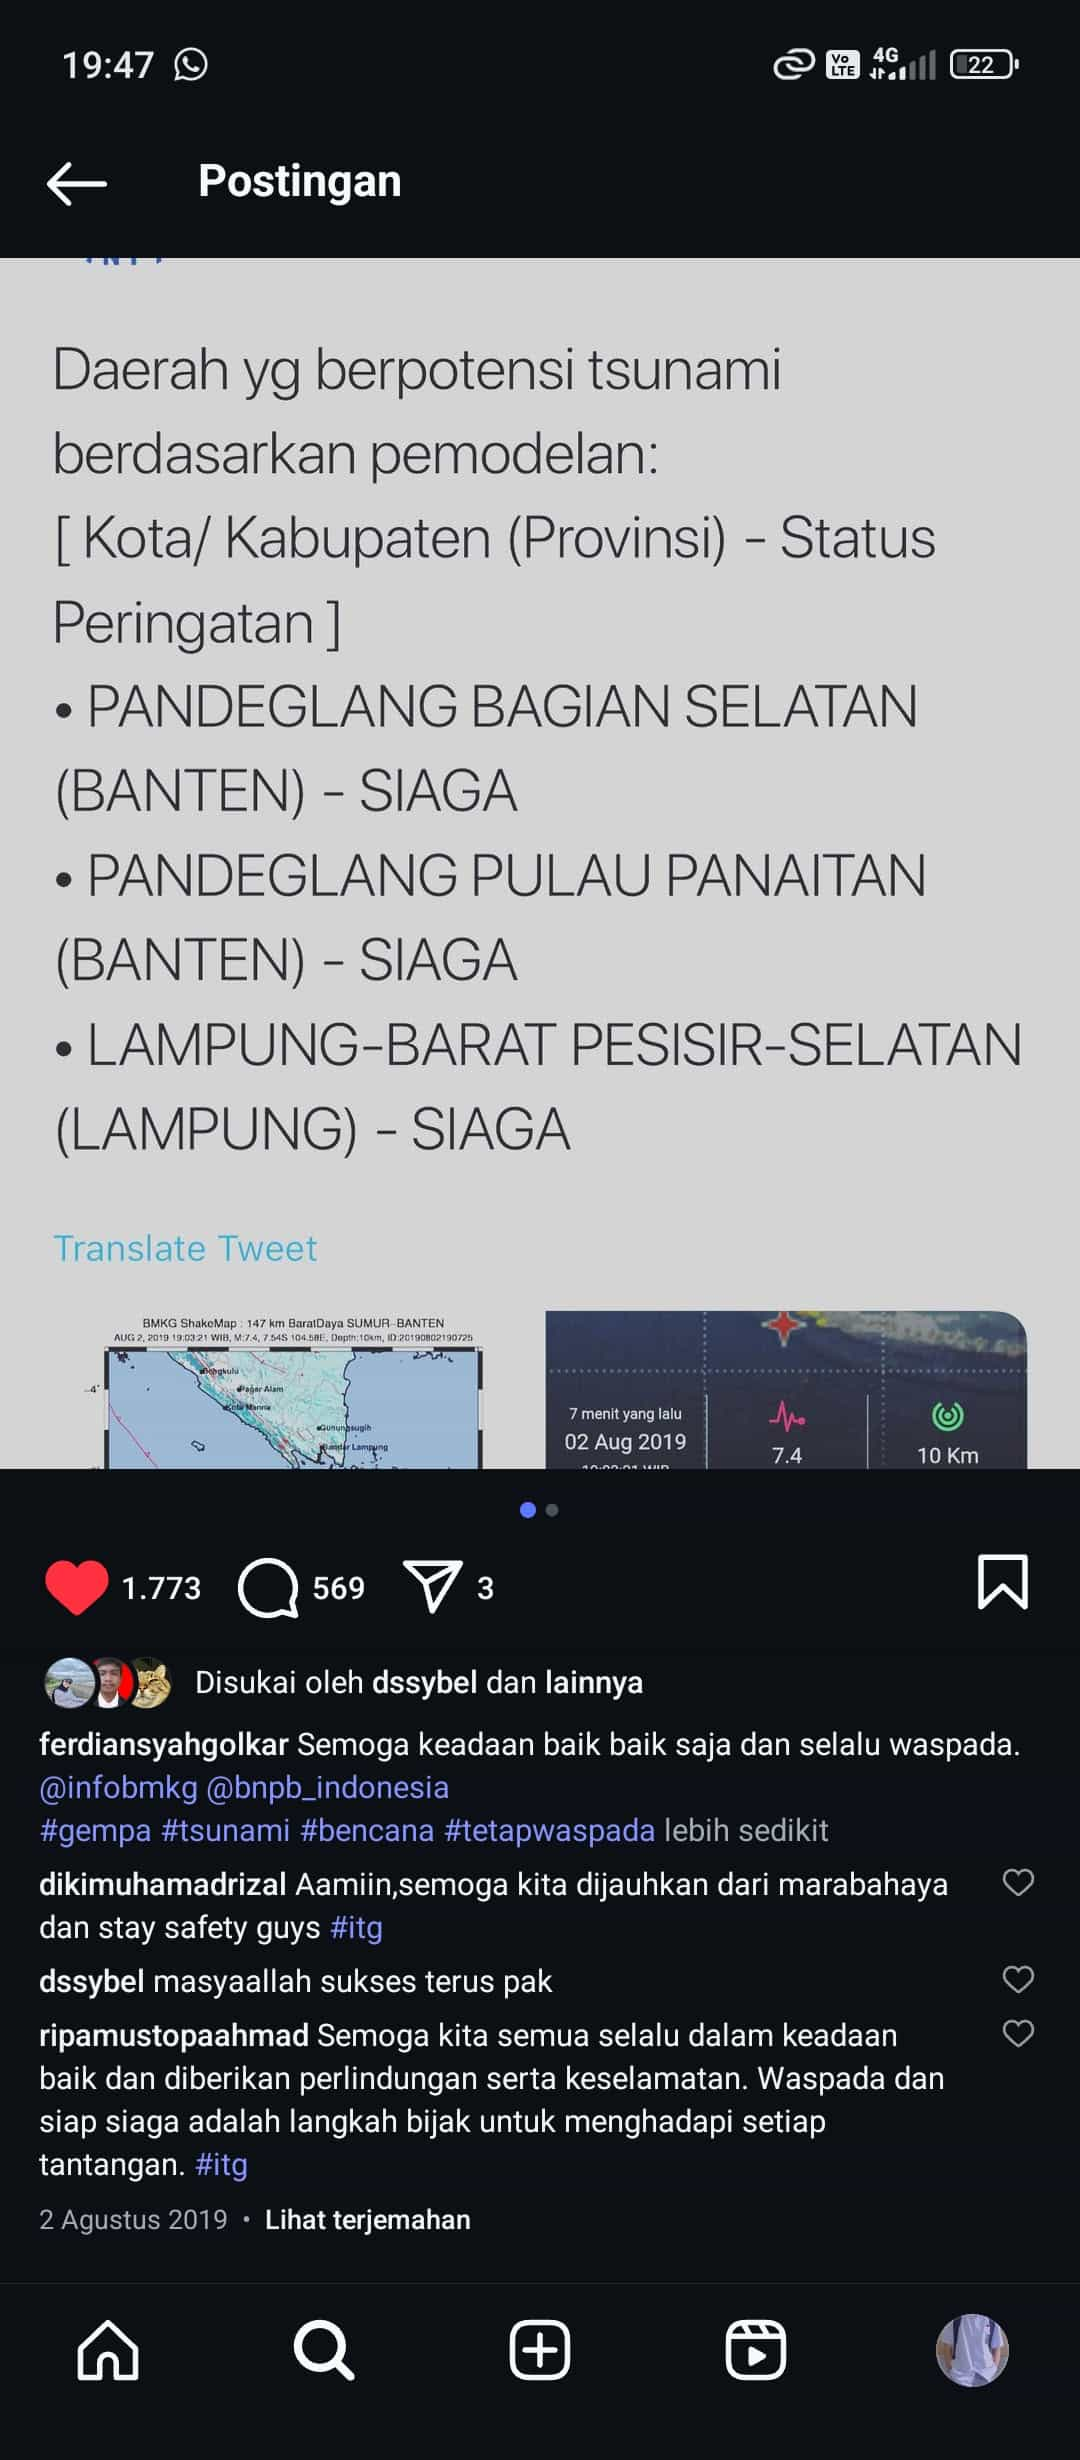 19:47
Vo LTE 4G 22
Postingan
Daerah yg berpotensi tsunami
berdasarkan pemodelan:
[ Kota/ Kabupaten (Provinsi) - Status
Peringatan ]
• PANDEGLANG BAGIAN SELATAN
(BANTEN) - SIAGA
• PANDEGLANG PULAU PANAITAN
(BANTEN) - SIAGA
• LAMPUNG-BARAT PESISIR-SELATAN
(LAMPUNG) - SIAGA
Translate Tweet
BMKG ShakeMap : 147 km BaratDaya SUMUR-BANTEN
AUG 2, 2019 19:03:21 WIB, M:7.4, 7.54S 104.58E, Depth:10km, ID:20190802190725
-4°
Bengkulu
Pagar Alam
Kota Manna
Gunungsugih
Bandar Lampung
7 menit yang lalu
02 Aug 2019
7.4
10 Km
1.773
569
3
Disukai oleh dssybel dan lainnya
ferdiansyahgolkar Semoga keadaan baik baik saja dan selalu waspada.
@infobmkg @bnpb_indonesia
#gempa #tsunami #bencana #tetapwaspada lebih sedikit
dikimuhamadrizal Aamiin,semoga kita dijauhkan dari marabahaya
dan stay safety guys #itg
dssybel masyaallah sukses terus pak
ripamustopaahmad Semoga kita semua selalu dalam keadaan
baik dan diberikan perlindungan serta keselamatan. Waspada dan
siap siaga adalah langkah bijak untuk menghadapi setiap
tantangan. #itg
2 Agustus 2019 • Lihat terjemahan